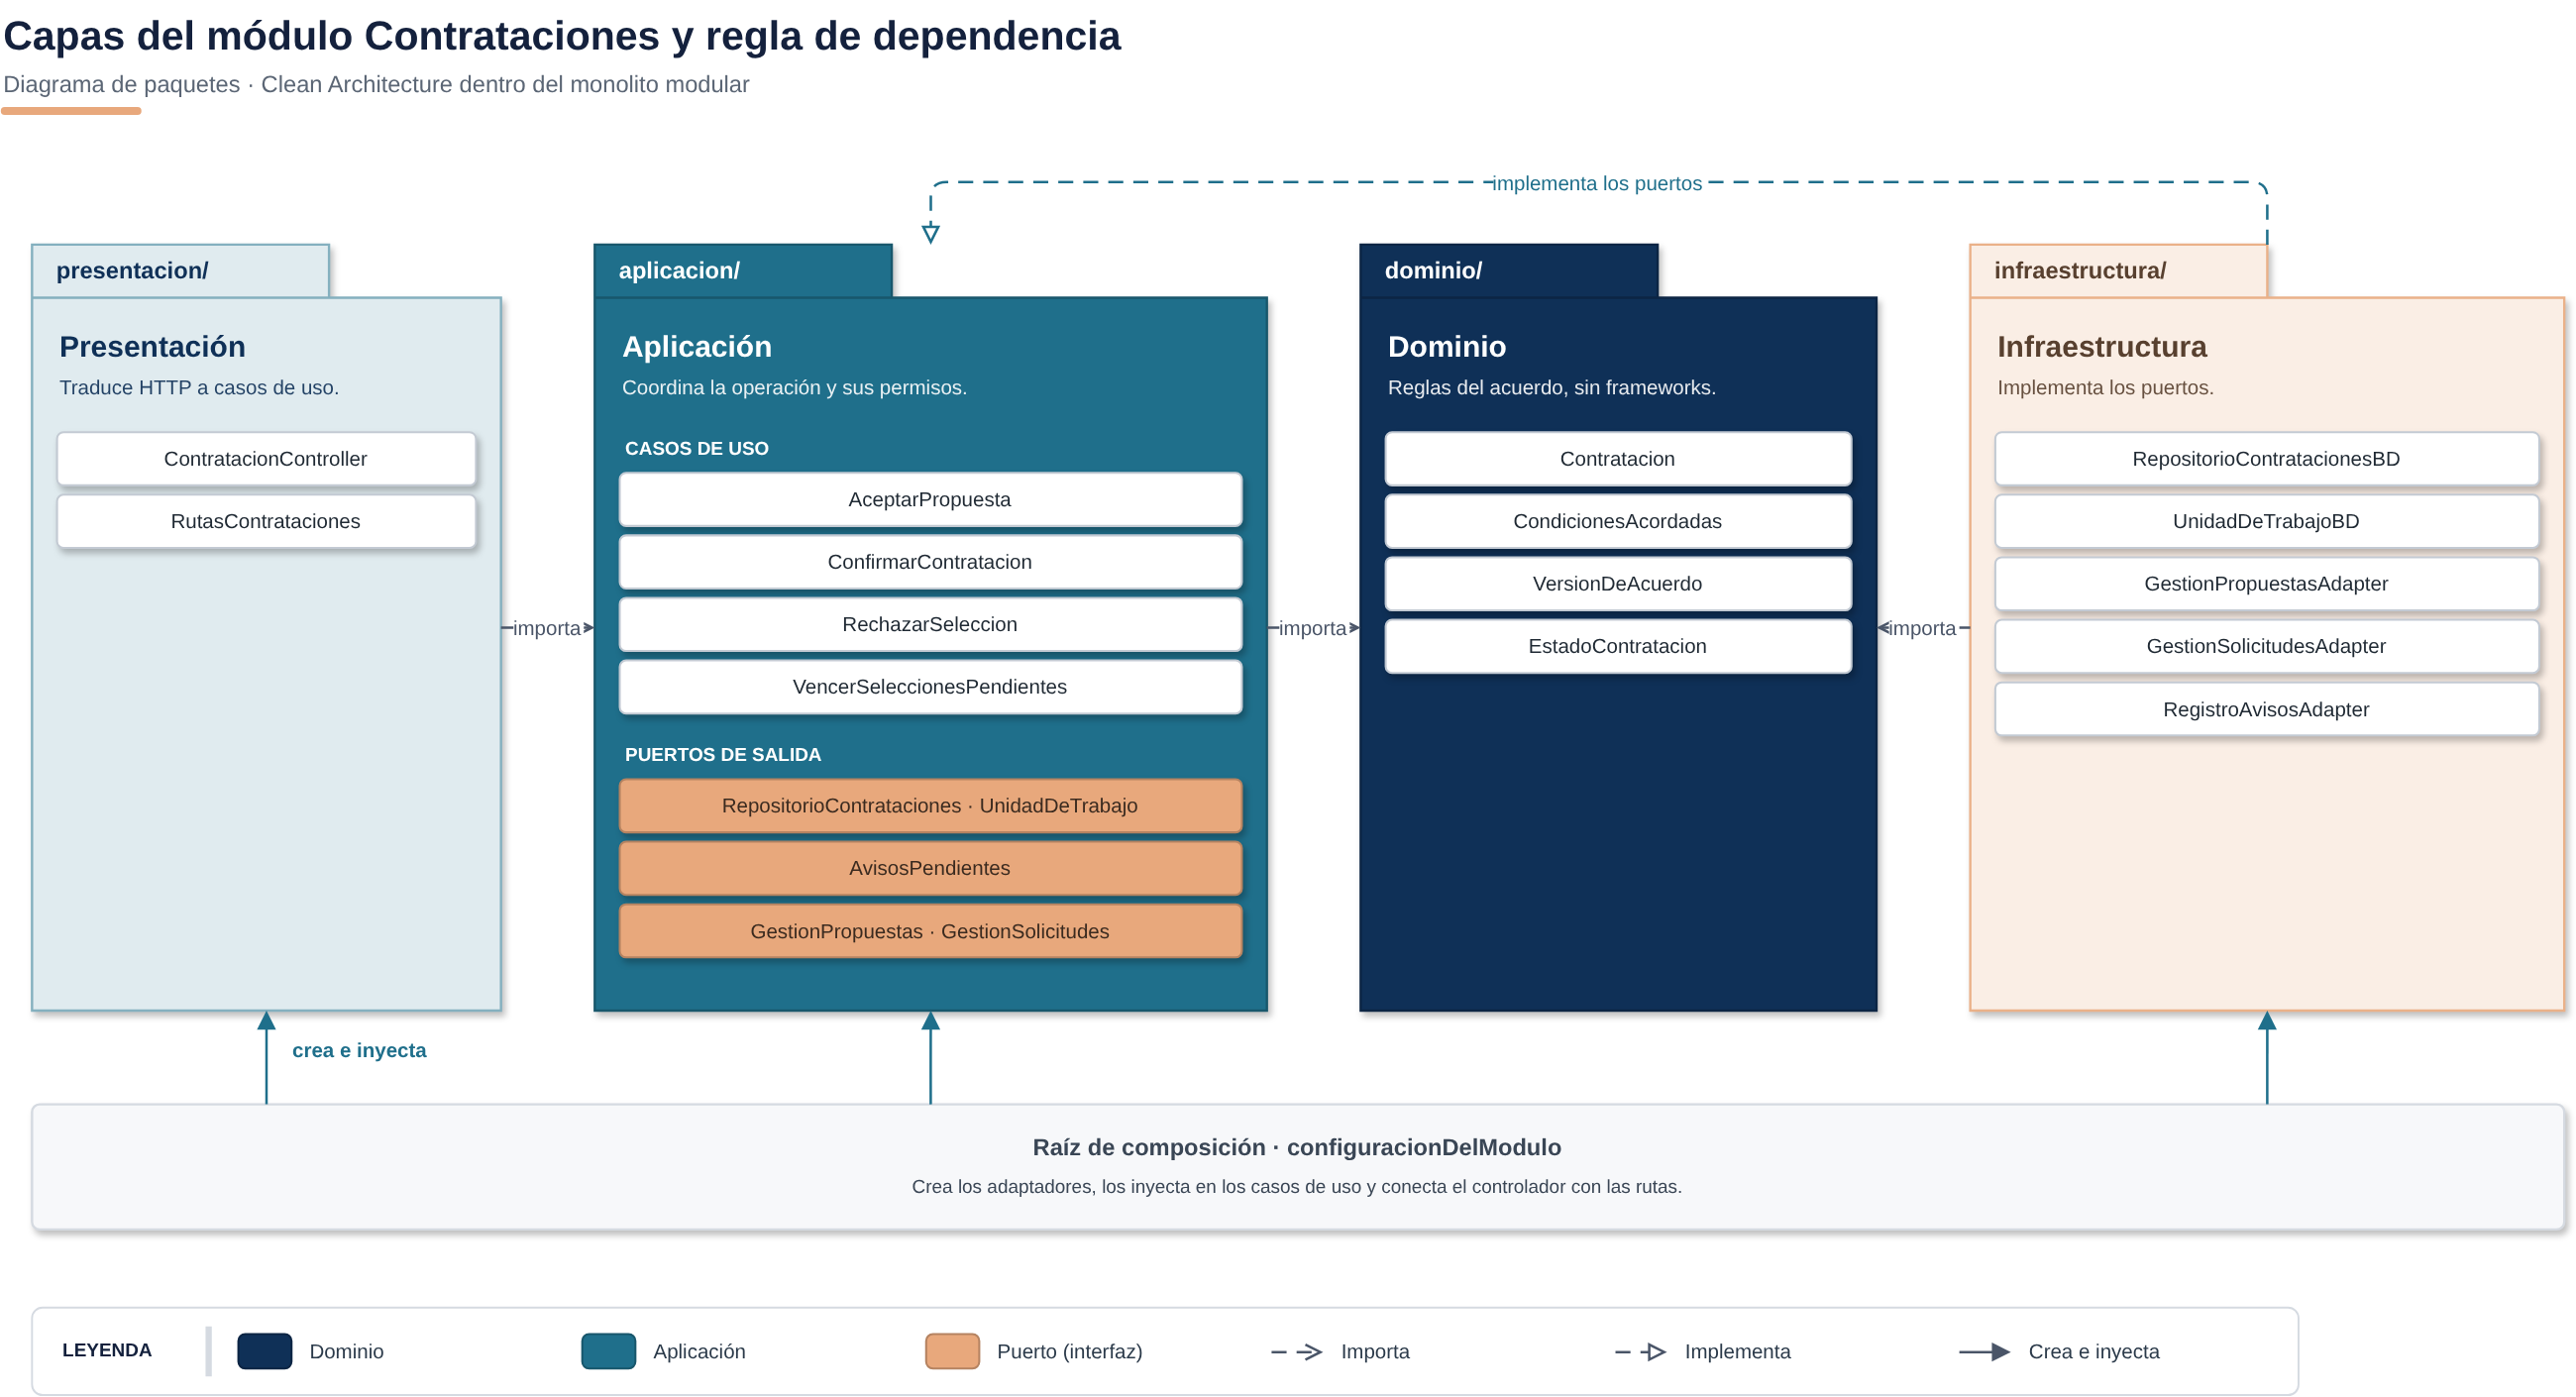 Capas del módulo Contrataciones y regla de dependencia
Diagrama de paquetes · Clean Architecture dentro del monolito modular
implementa los puertos
presentacion/
Presentación
Traduce HTTP a casos de uso.
ContratacionController
RutasContrataciones
importa
aplicacion/
Aplicación
Coordina la operación y sus permisos.
CASOS DE USO
AceptarPropuesta
ConfirmarContratacion
RechazarSeleccion
VencerSeleccionesPendientes
PUERTOS DE SALIDA
RepositorioContrataciones · UnidadDeTrabajo
AvisosPendientes
GestionPropuestas · GestionSolicitudes
importa
dominio/
Dominio
Reglas del acuerdo, sin frameworks.
Contratacion
CondicionesAcordadas
VersionDeAcuerdo
EstadoContratacion
importa
infraestructura/
Infraestructura
Implementa los puertos.
RepositorioContratacionesBD
UnidadDeTrabajoBD
GestionPropuestasAdapter
GestionSolicitudesAdapter
RegistroAvisosAdapter
crea e inyecta
Raíz de composición · configuracionDelModulo
Crea los adaptadores, los inyecta en los casos de uso y conecta el controlador con las rutas.
LEYENDA
Dominio
Aplicación
Puerto (interfaz)
Importa
Implementa
Crea e inyecta